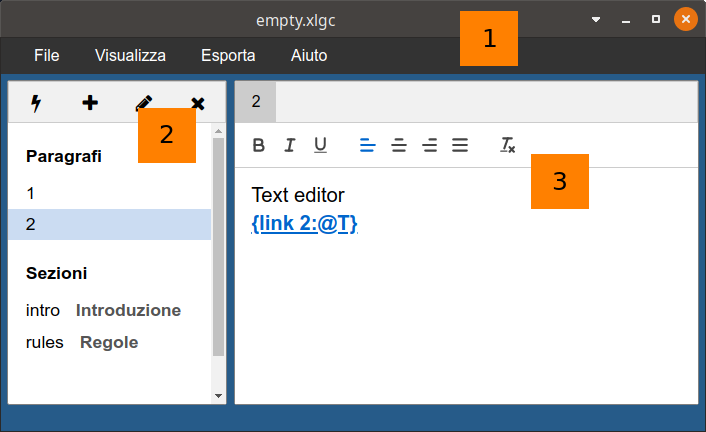 empty.xlgc
1
File Visualizza Esporta Aiuto
2
Paragrafi
1
2
Sezioni
intro Introduzione
rules Regole
2
B I U
3
Text editor
{link 2:@T}